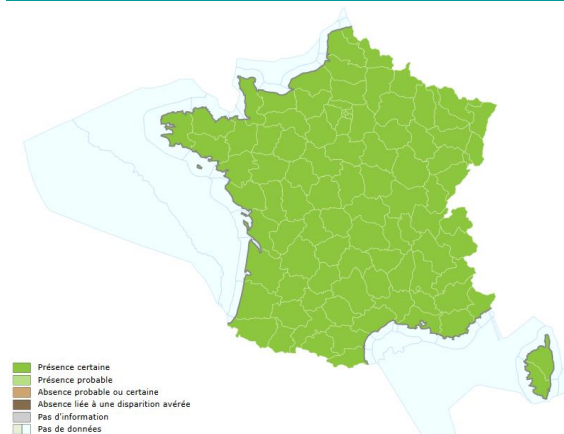 Présence certaine
Présence probable
Absence probable ou certaine
Absence liée à une disparition avérée
Pas d'information
Pas de données